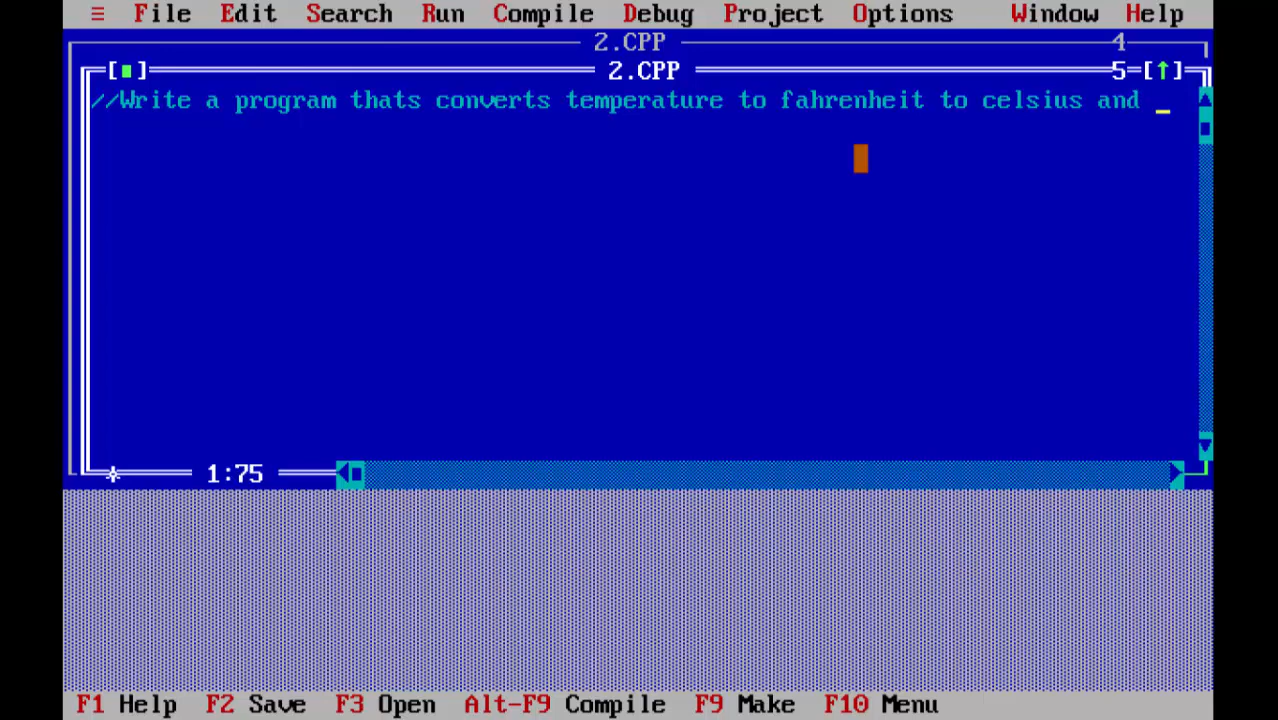 ≡ File Edit Search Run Compile Debug Project Options Window Help
2.CPP 4
[■] 2.CPP 5=[↑]
//Write a program thats converts temperature to fahrenheit to celsius and _
1:75
F1 Help F2 Save F3 Open Alt-F9 Compile F9 Make F10 Menu